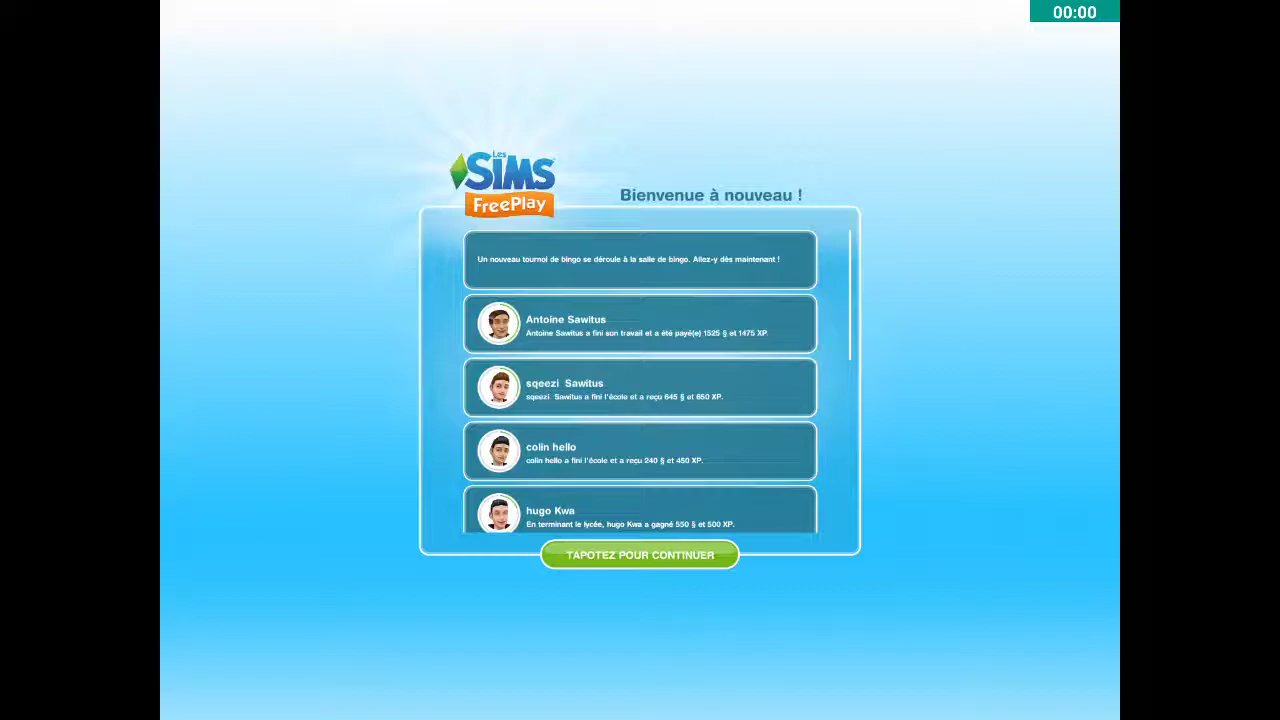 00:00
Les
SiMS
FreePlay
Bienvenue à nouveau !
Un nouveau tournoi de bingo se déroule à la salle de bingo. Allez-y dès maintenant !
Antoine Sawitus
Antoine Sawitus a fini son travail et a été payé(e) 1525 § et 1475 XP.
sqeezi  Sawitus
sqeezi  Sawitus a fini l'école et a reçu 645 § et 650 XP.
colin hello
colin hello a fini l'école et a reçu 240 § et 450 XP.
hugo Kwa
En terminant le lycée, hugo Kwa a gagné 550 § et 500 XP.
TAPOTEZ POUR CONTINUER